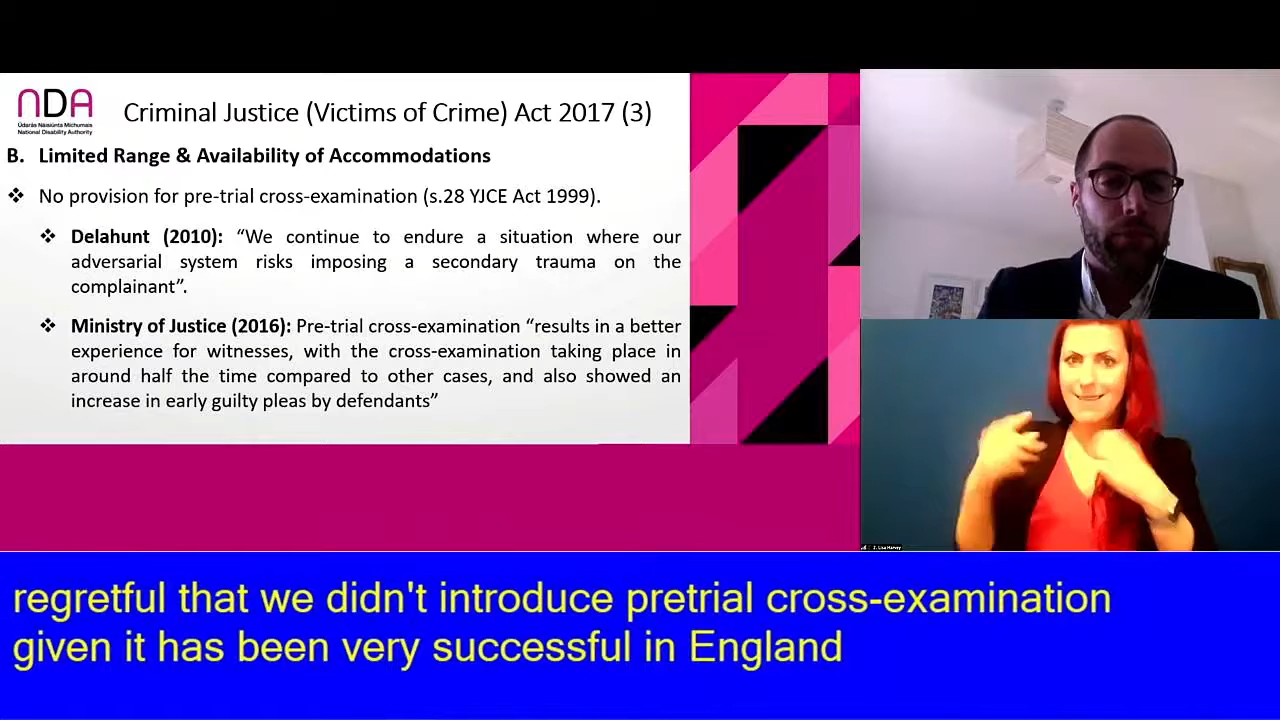 NDA
Údarás Náisiúnta Míchumais
National Disability Authority
Criminal Justice (Victims of Crime) Act 2017 (3)
B. Limited Range & Availability of Accommodations
❖ No provision for pre-trial cross-examination (s.28 YJCE Act 1999).
❖ Delahunt (2010): “We continue to endure a situation where our
adversarial system risks imposing a secondary trauma on the
complainant”.
❖ Ministry of Justice (2016): Pre-trial cross-examination “results in a better
experience for witnesses, with the cross-examination taking place in
around half the time compared to other cases, and also showed an
increase in early guilty pleas by defendants”
2. Lisa Harvey
regretful that we didn't introduce pretrial cross-examination
given it has been very successful in England